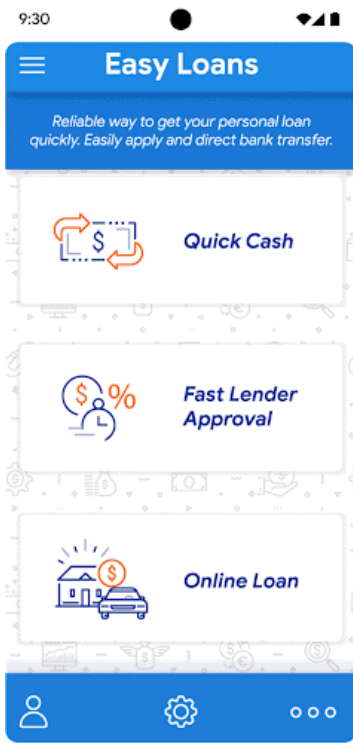 9:30
Easy Loans
Reliable way to get your personal loan
quickly. Easily apply and direct bank transfer.
$
Quick Cash
$ %
Fast Lender
Approval
$
Online Loan